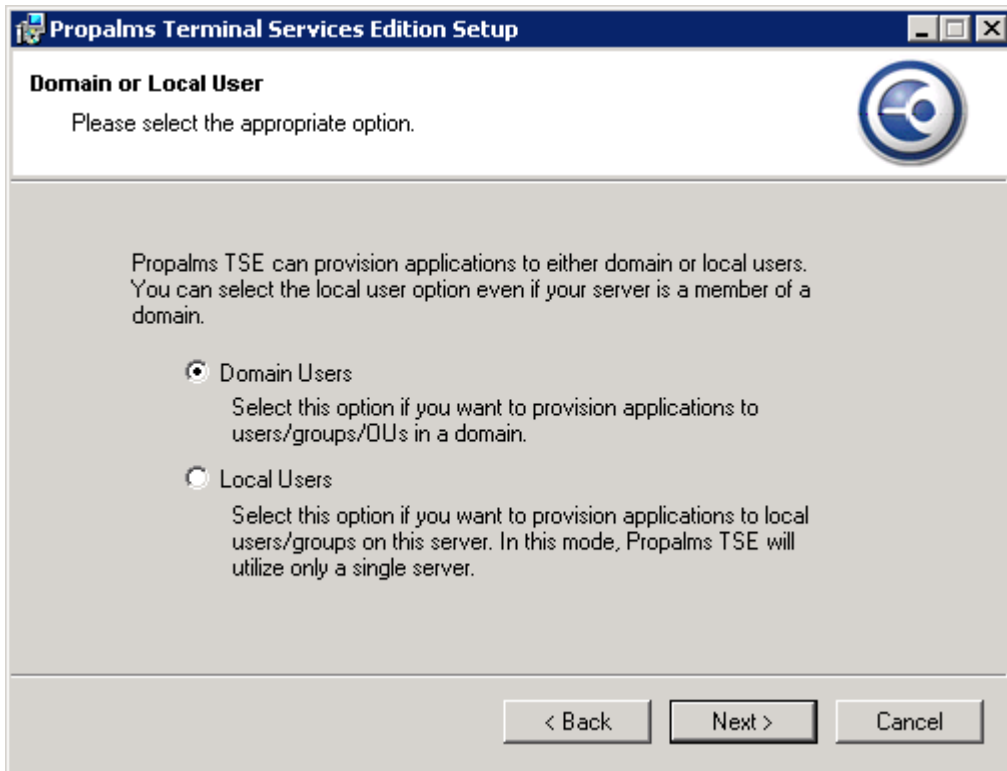 Propalms Terminal Services Edition Setup
Domain or Local User
Please select the appropriate option.
Propalms TSE can provision applications to either domain or local users.
You can select the local user option even if your server is a member of a
domain.
Domain Users
Select this option if you want to provision applications to
users/groups/OUs in a domain.
Local Users
Select this option if you want to provision applications to local
users/groups on this server. In this mode, Propalms TSE will
utilize only a single server.
< Back
Next >
Cancel